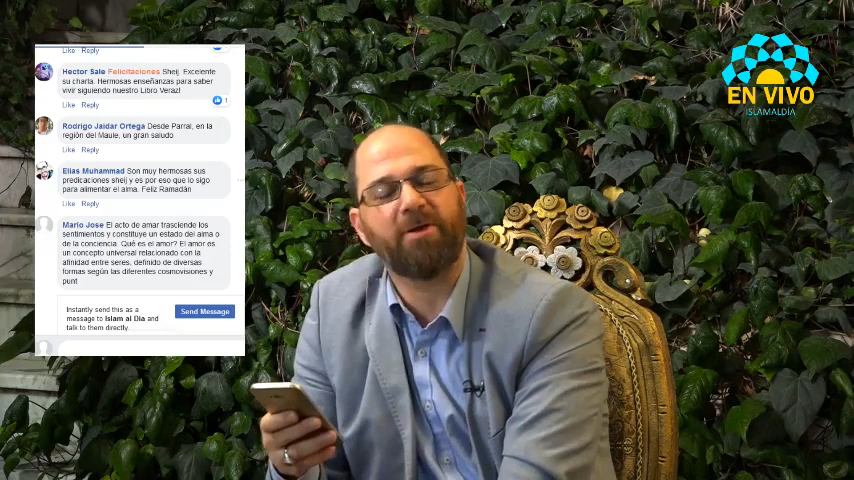 Like · Reply
Hector Sale Felicitaciones Sheij. Excelente
su charla. Hermosas enseñanzas para saber
vivir siguiendo nuestro Libro Veraz!
1
Like · Reply
Rodrigo Jaidar Ortega Desde Parral, en la
región del Maule, un gran saludo
Like · Reply
Elías Muhammad Son muy hermosas sus
predicaciones sheij y es por eso que lo sigo
para alimentar el alma. Feliz Ramadán
Like · Reply
Mario Jose El acto de amar trasciende los
sentimientos y constituye un estado del alma o
de la conciencia. Qué es el amor? El amor es
un concepto universal relacionado con la
afinidad entre seres, definido de diversas
formas según las diferentes cosmovisiones y
punt
Instantly send this as a
message to Islam al Dia and
talk to them directly.
Send Message
EN VIVO
ISLAMALDÍA